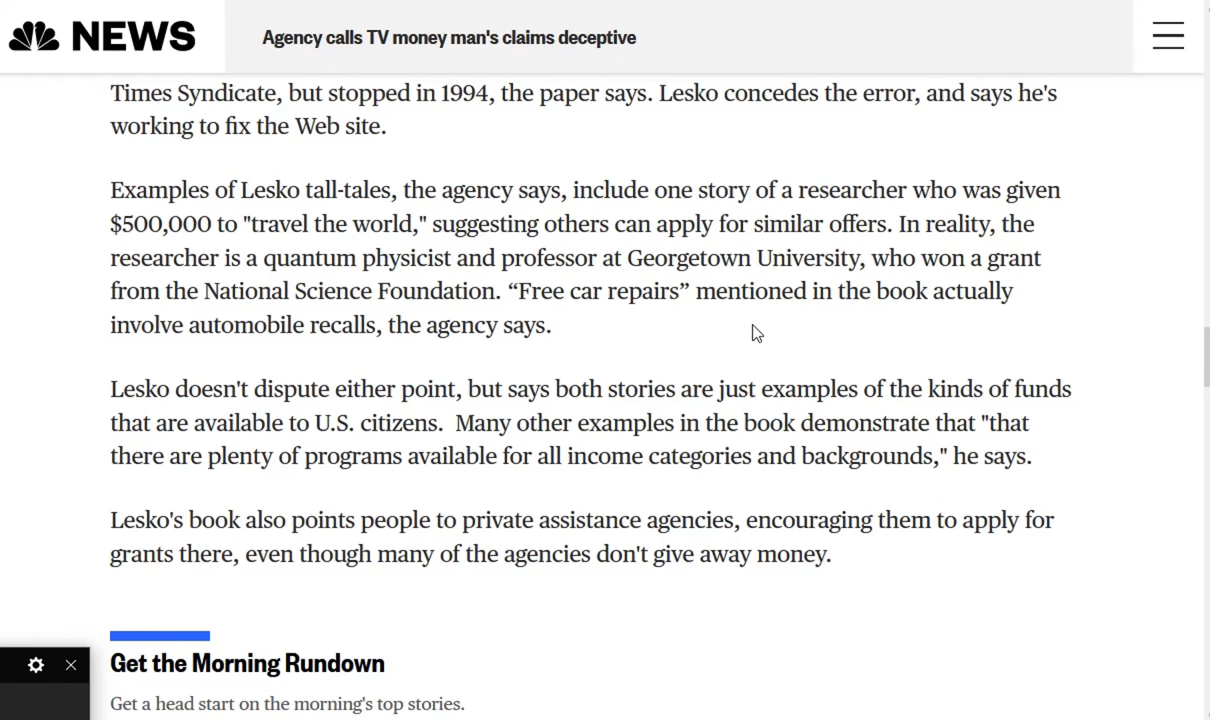 NEWS
Agency calls TV money man's claims deceptive
Times Syndicate, but stopped in 1994, the paper says. Lesko concedes the error, and says he's
working to fix the Web site.
Examples of Lesko tall-tales, the agency says, include one story of a researcher who was given
$500,000 to "travel the world," suggesting others can apply for similar offers. In reality, the
researcher is a quantum physicist and professor at Georgetown University, who won a grant
from the National Science Foundation. “Free car repairs” mentioned in the book actually
involve automobile recalls, the agency says.
Lesko doesn't dispute either point, but says both stories are just examples of the kinds of funds
that are available to U.S. citizens.  Many other examples in the book demonstrate that "that
there are plenty of programs available for all income categories and backgrounds," he says.
Lesko's book also points people to private assistance agencies, encouraging them to apply for
grants there, even though many of the agencies don't give away money.
Get the Morning Rundown
Get a head start on the morning's top stories.